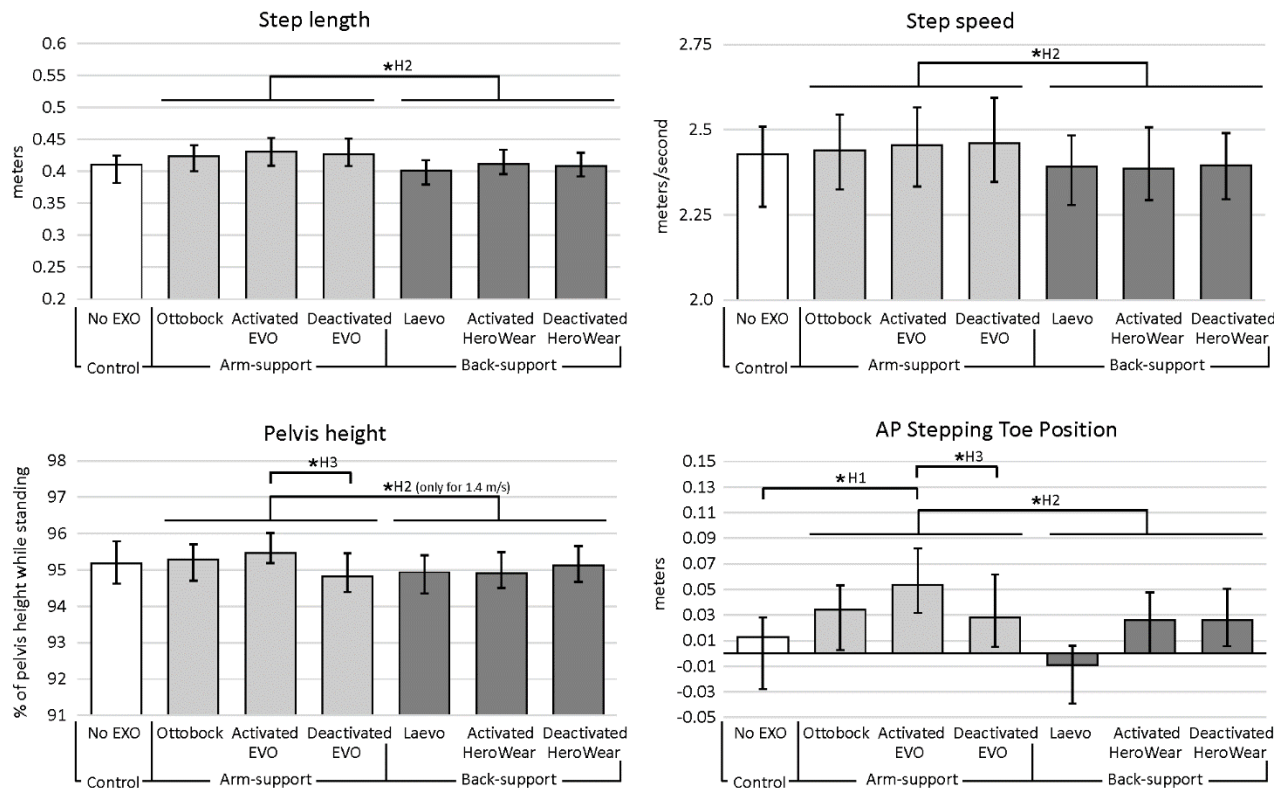 Step length
0.6
0.55
0.5
0.45
0.4
0.35
0.3
0.25
0.2
meters
*H2
No EXO Ottobock Activated EVO Deactivated EVO Laevo Activated HeroWear Deactivated HeroWear
Control Arm-support Back-support
Step speed
2.75
2.5
2.25
2.0
meters/second
*H2
No EXO Ottobock Activated EVO Deactivated EVO Laevo Activated HeroWear Deactivated HeroWear
Control Arm-support Back-support
Pelvis height
98
97
96
95
94
93
92
91
% of pelvis height while standing
*H3
*H2 (only for 1.4 m/s)
No EXO Ottobock Activated EVO Deactivated EVO Laevo Activated HeroWear Deactivated HeroWear
Control Arm-support Back-support
AP Stepping Toe Position
0.15
0.13
0.11
0.09
0.07
0.05
0.03
0.01
-0.01
-0.03
-0.05
meters
*H3
*H1
*H2
No EXO Ottobock Activated EVO Deactivated EVO Laevo Activated HeroWear Deactivated HeroWear
Control Arm-support Back-support